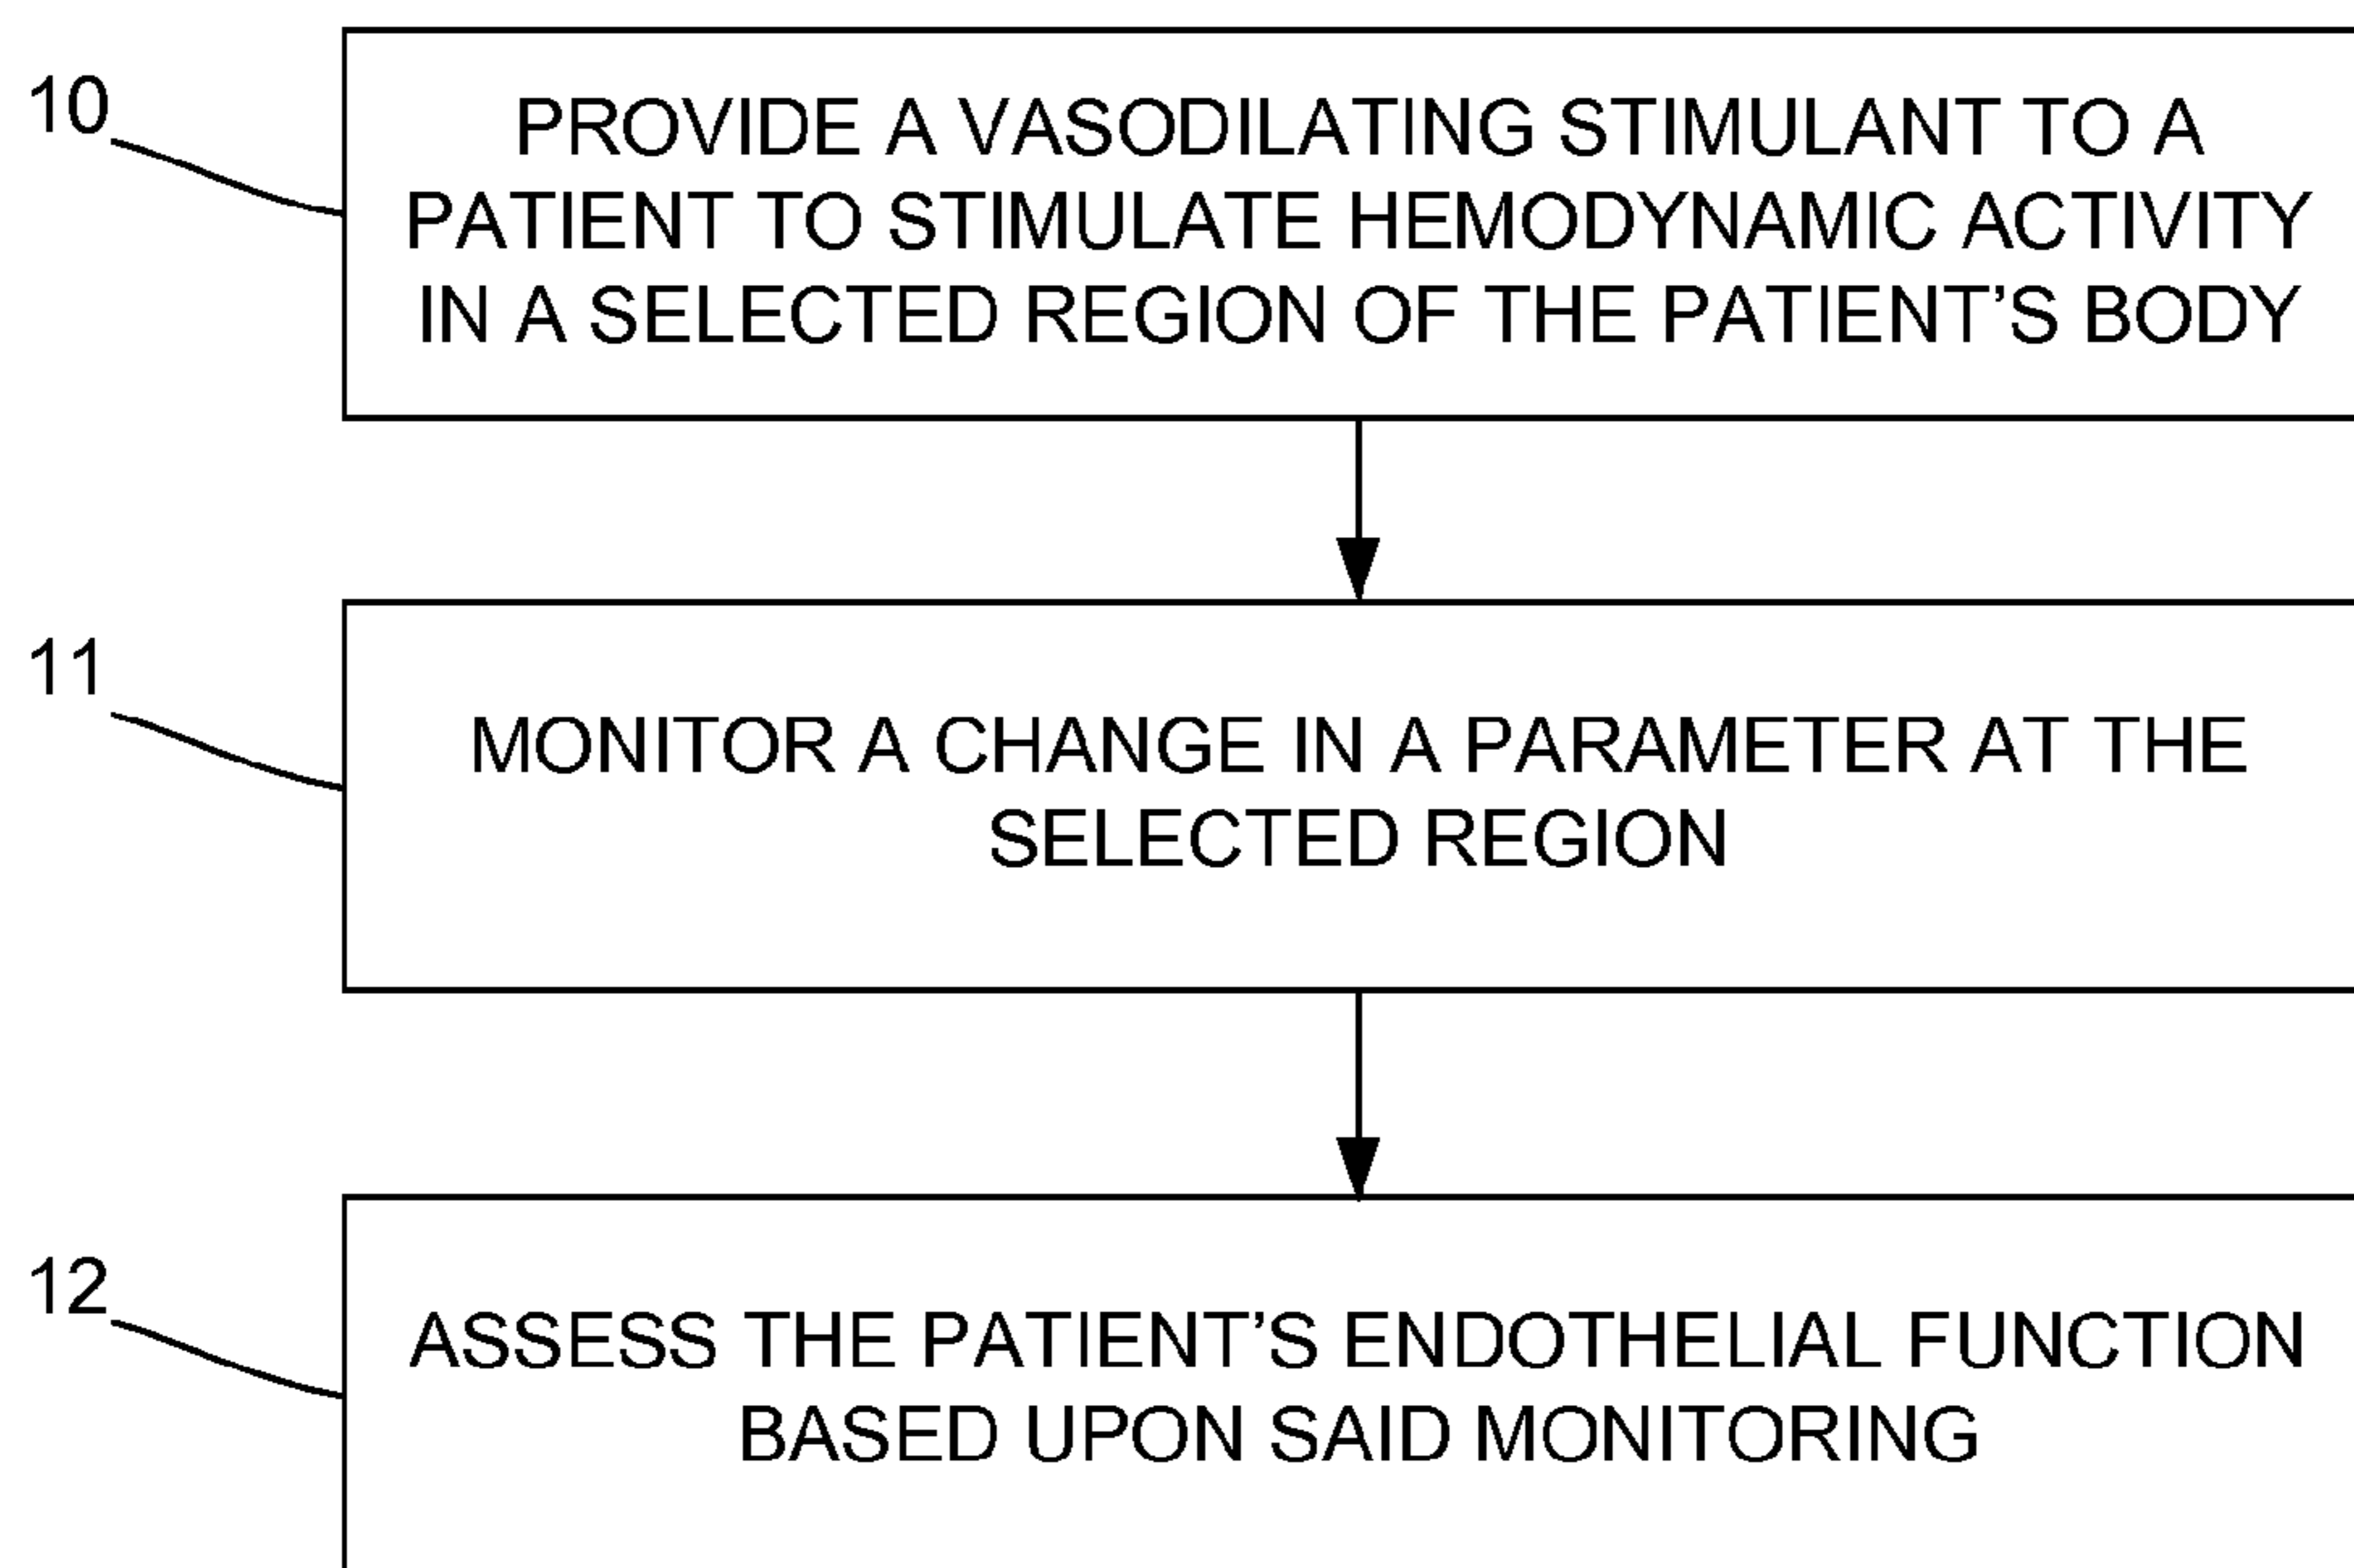 10
PROVIDE A VASODILATING STIMULANT TO A
PATIENT TO STIMULATE HEMODYNAMIC ACTIVITY
IN A SELECTED REGION OF THE PATIENT’S BODY
11
MONITOR A CHANGE IN A PARAMETER AT THE
SELECTED REGION
12
ASSESS THE PATIENT’S ENDOTHELIAL FUNCTION
BASED UPON SAID MONITORING